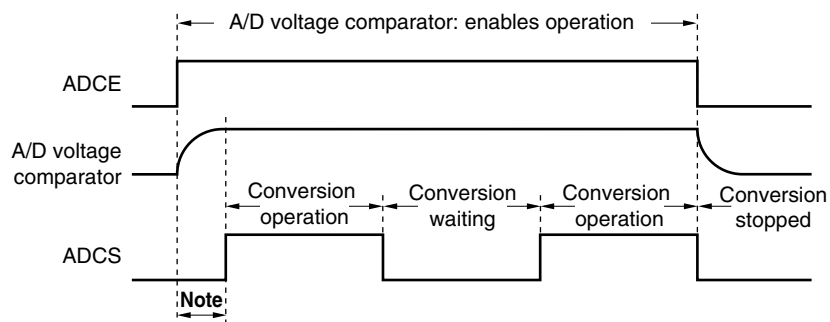 A/D voltage comparator: enables operation
ADCE
A/D voltage
comparator
Conversion
operation
Conversion
waiting
Conversion
operation
Conversion
stopped
ADCS
Note